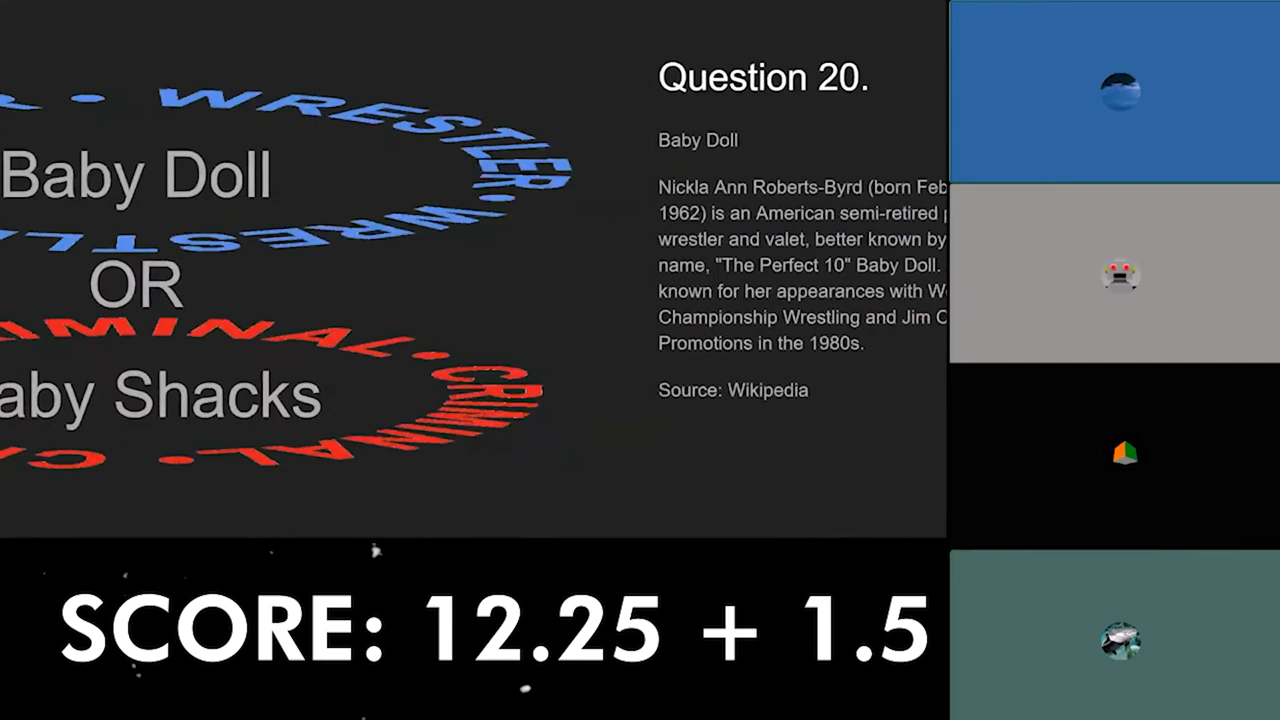 WRESTLER • WRESTL
Baby Doll
OR
MINAL • CRIMINAL • C
aby Shacks
Question 20.
Baby Doll
Nickla Ann Roberts-Byrd (born Feb
1962) is an American semi-retired
wrestler and valet, better known by
name, "The Perfect 10" Baby Doll.
known for her appearances with W
Championship Wrestling and Jim C
Promotions in the 1980s.
Source: Wikipedia
SCORE: 12.25 + 1.5